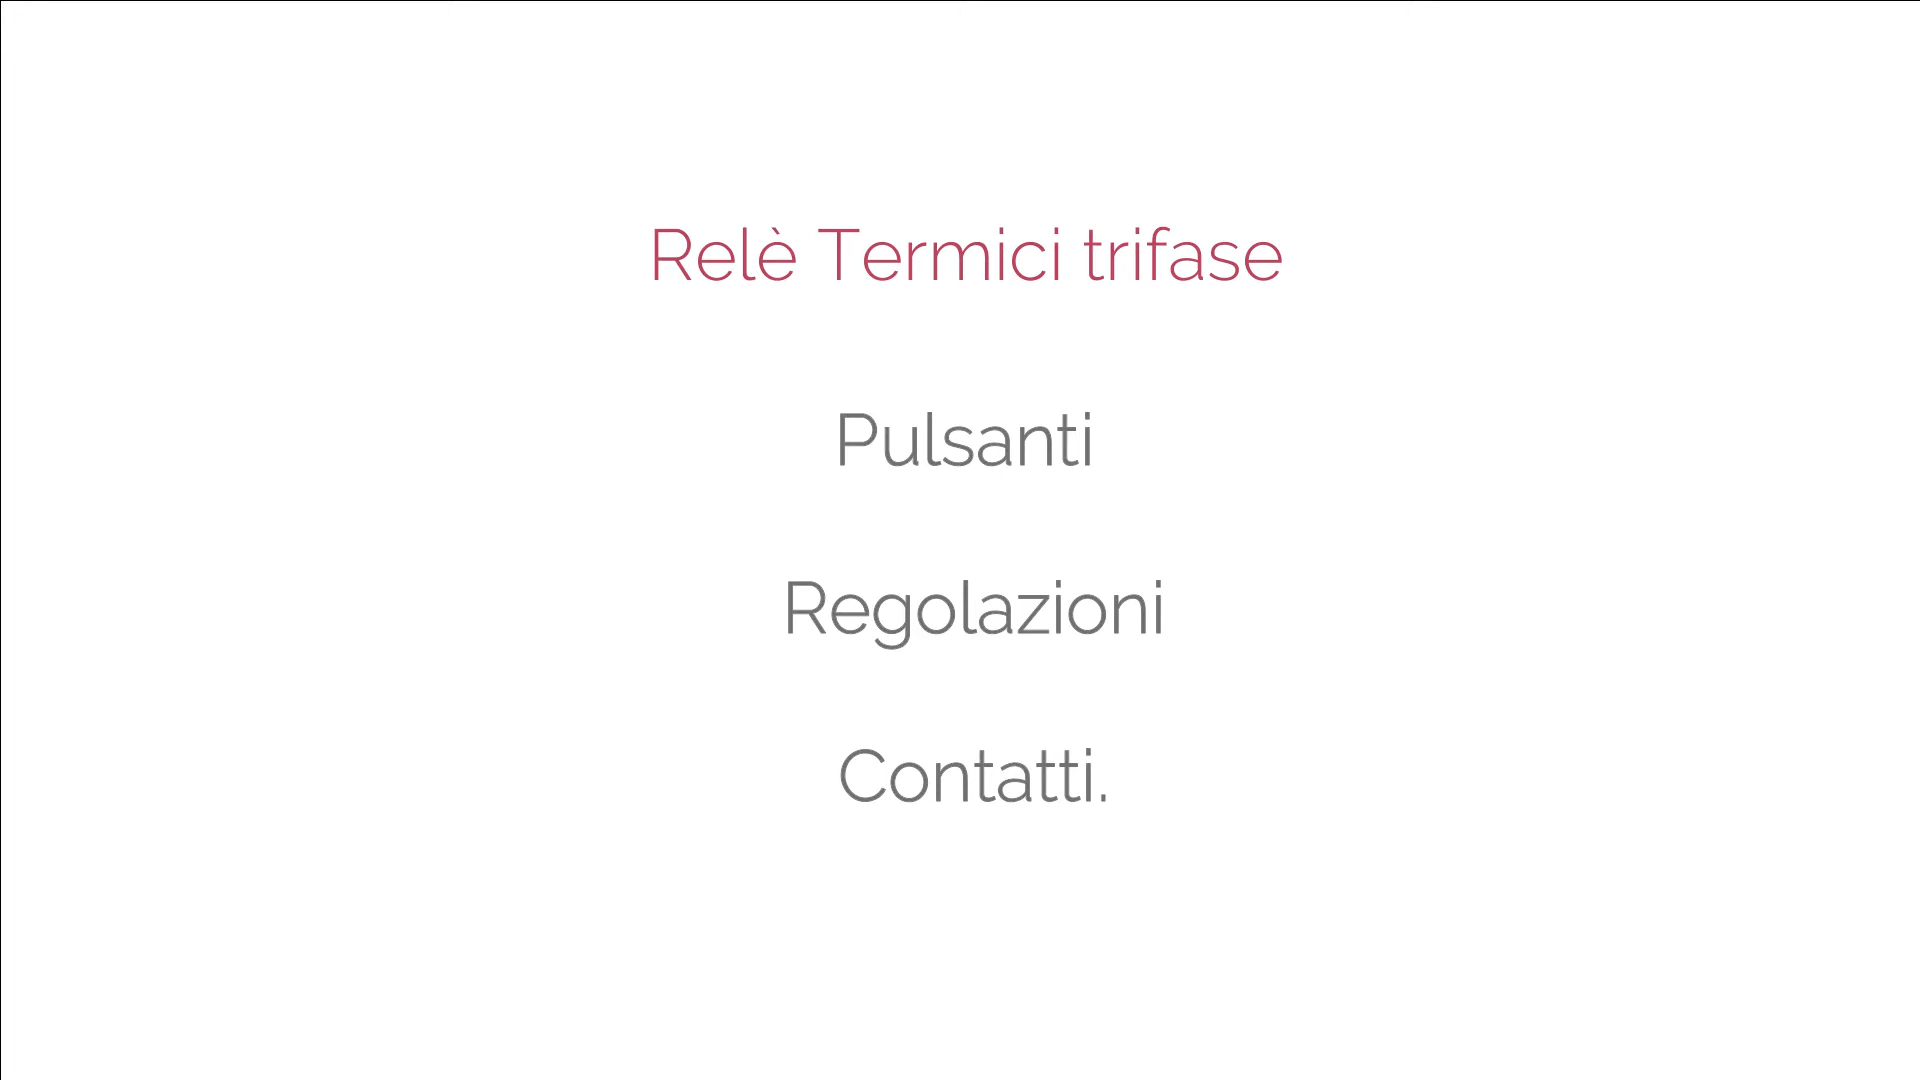 Relè Termici trifase
Pulsanti
Regolazioni
Contatti.